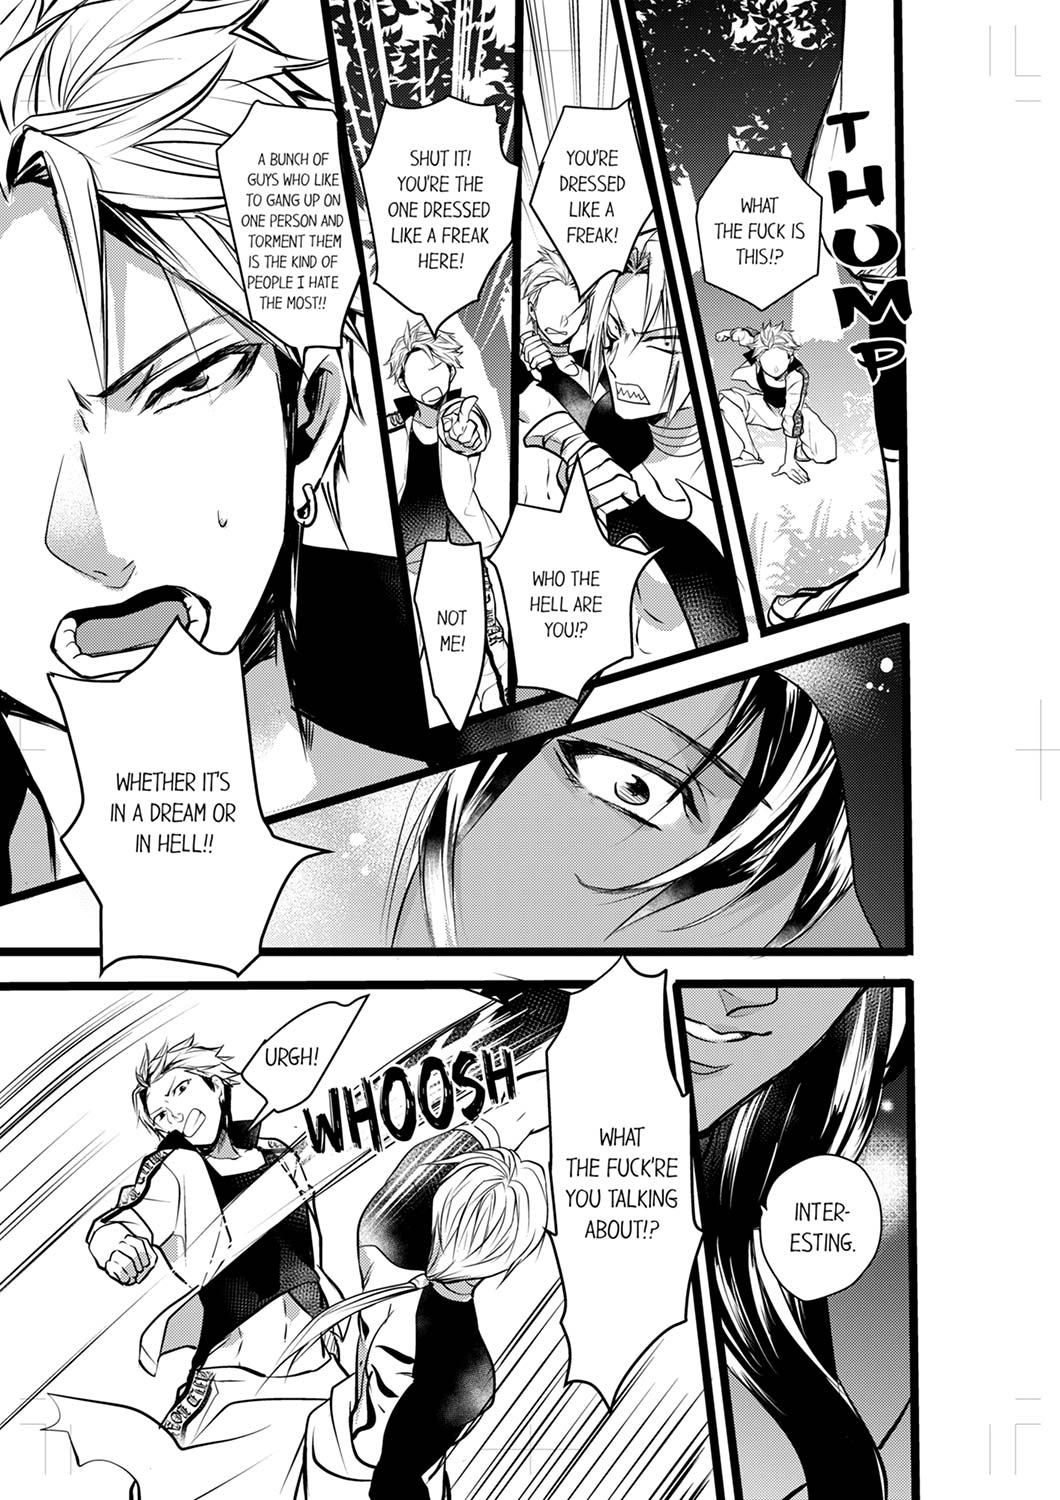 THUMP
WHAT
THE FUCK IS
THIS!?
YOU'RE
DRESSED
LIKE A
FREAK!
WHO THE
HELL ARE
YOU!?
SHUT IT!
YOU'RE THE
ONE DRESSED
LIKE A FREAK
HERE!
NOT
ME!
A BUNCH OF
GUYS WHO LIKE
TO GANG UP ON
ONE PERSON AND
TORMENT THEM
IS THE KIND OF
PEOPLE I HATE
THE MOST!!
WHETHER IT'S
IN A DREAM OR
IN HELL!!
INTER-
ESTING.
WHAT
THE FUCK'RE
YOU TALKING
ABOUT!?
WHOOSH
URGH!